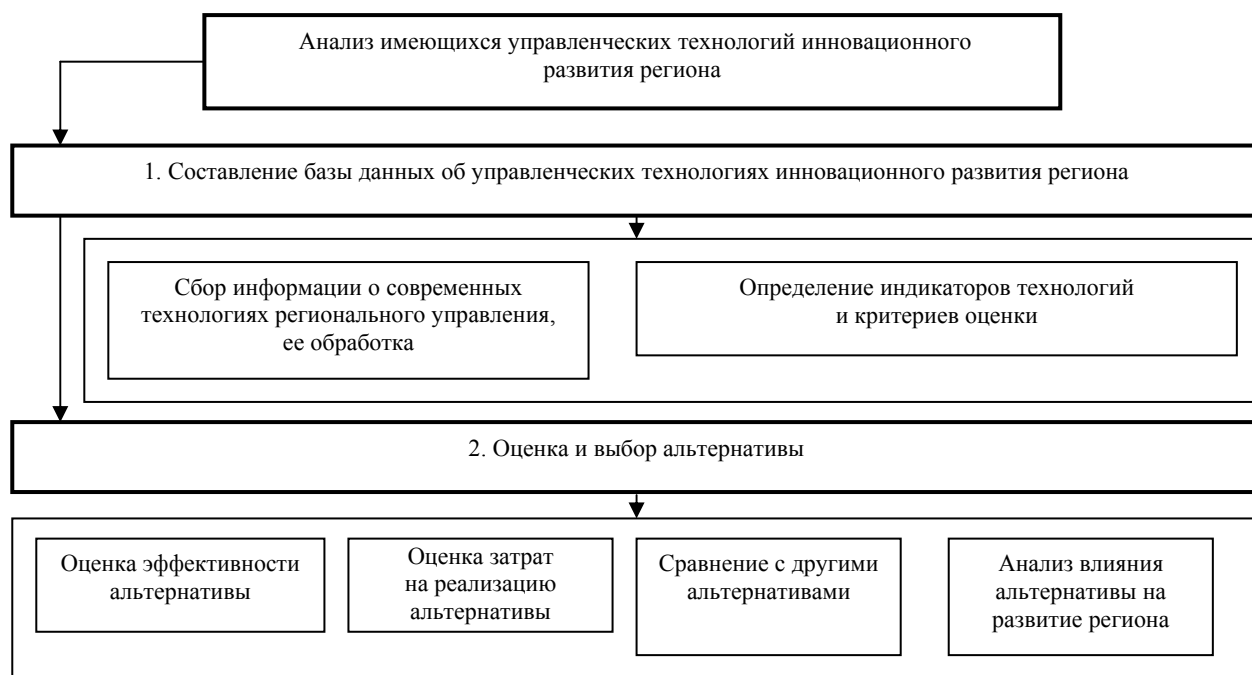 Анализ имеющихся управленческих технологий инновационного
развития региона
1. Составление базы данных об управленческих технологиях инновационного развития региона
Сбор информации о современных
технологиях регионального управления,
ее обработка
Определение индикаторов технологий
и критериев оценки
2. Оценка и выбор альтернативы
Оценка эффективности
альтернативы
Оценка затрат
на реализацию
альтернативы
Сравнение с другими
альтернативами
Анализ влияния
альтернативы на
развитие региона